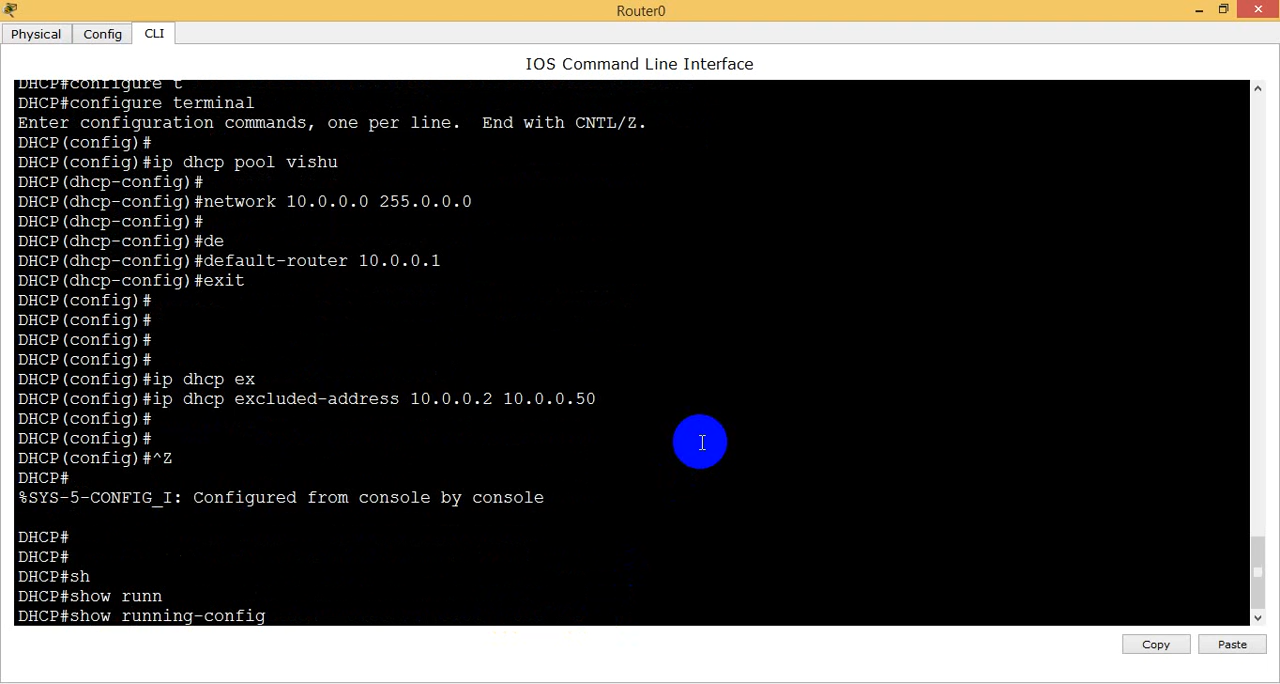 Router0
Physical Config CLI
IOS Command Line Interface
DHCP#configure t
DHCP#configure terminal
Enter configuration commands, one per line.  End with CNTL/Z.
DHCP(config)#
DHCP(config)#ip dhcp pool vishu
DHCP(dhcp-config)#
DHCP(dhcp-config)#network 10.0.0.0 255.0.0.0
DHCP(dhcp-config)#
DHCP(dhcp-config)#de
DHCP(dhcp-config)#default-router 10.0.0.1
DHCP(dhcp-config)#exit
DHCP(config)#
DHCP(config)#
DHCP(config)#
DHCP(config)#
DHCP(config)#ip dhcp ex
DHCP(config)#ip dhcp excluded-address 10.0.0.2 10.0.0.50
DHCP(config)#
DHCP(config)#
DHCP(config)#^Z
DHCP#
%SYS-5-CONFIG_I: Configured from console by console
DHCP#
DHCP#
DHCP#sh
DHCP#show runn
DHCP#show running-config
Copy Paste